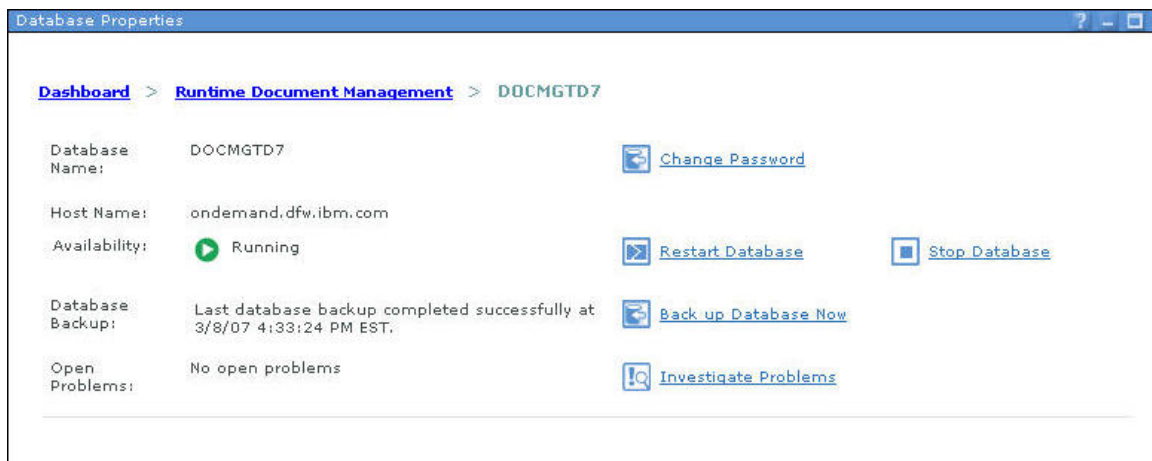 Database Properties ?
Dashboard > Runtime Document Management > DOCMGTD7
Database Name: DOCMGTD7 Change Password
Host Name: ondemand.dfw.ibm.com
Availability: Running Restart Database Stop Database
Database Backup: Last database backup completed successfully at 3/8/07 4:33:24 PM EST. Back up Database Now
Open Problems: No open problems Investigate Problems